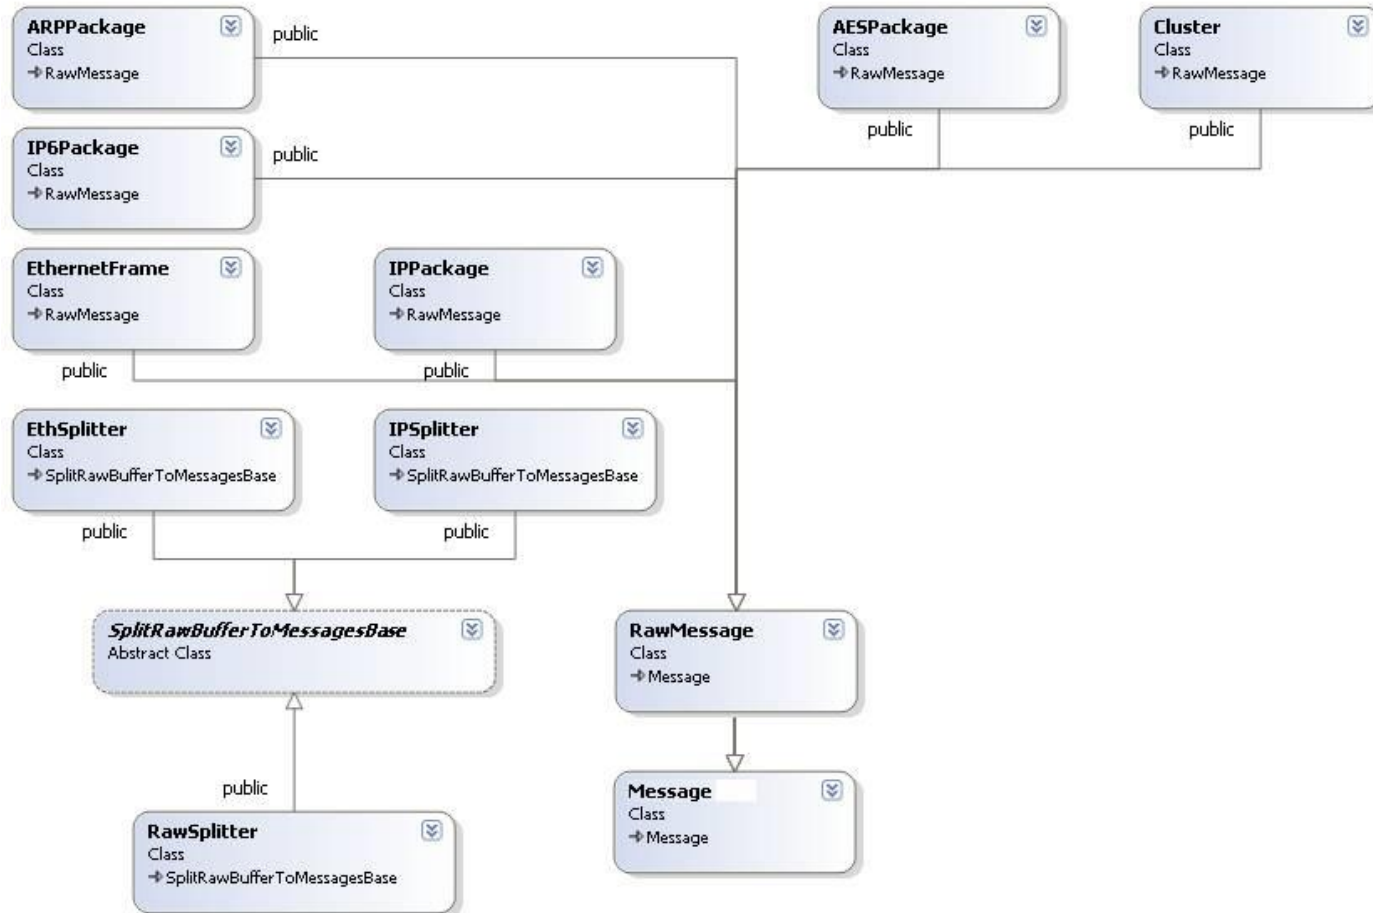 ARPPackage
Class
RawMessage
public
AESPackage
Class
RawMessage
public
Cluster
Class
RawMessage
public
IP6Package
Class
RawMessage
public
EthernetFrame
Class
RawMessage
public
IPPackage
Class
RawMessage
public
EthSplitter
Class
SplitRawBufferToMessagesBase
public
IPSplitter
Class
SplitRawBufferToMessagesBase
public
SplitRawBufferToMessagesBase
Abstract Class
RawMessage
Class
Message
public
Message
Class
Message
RawSplitter
Class
SplitRawBufferToMessagesBase